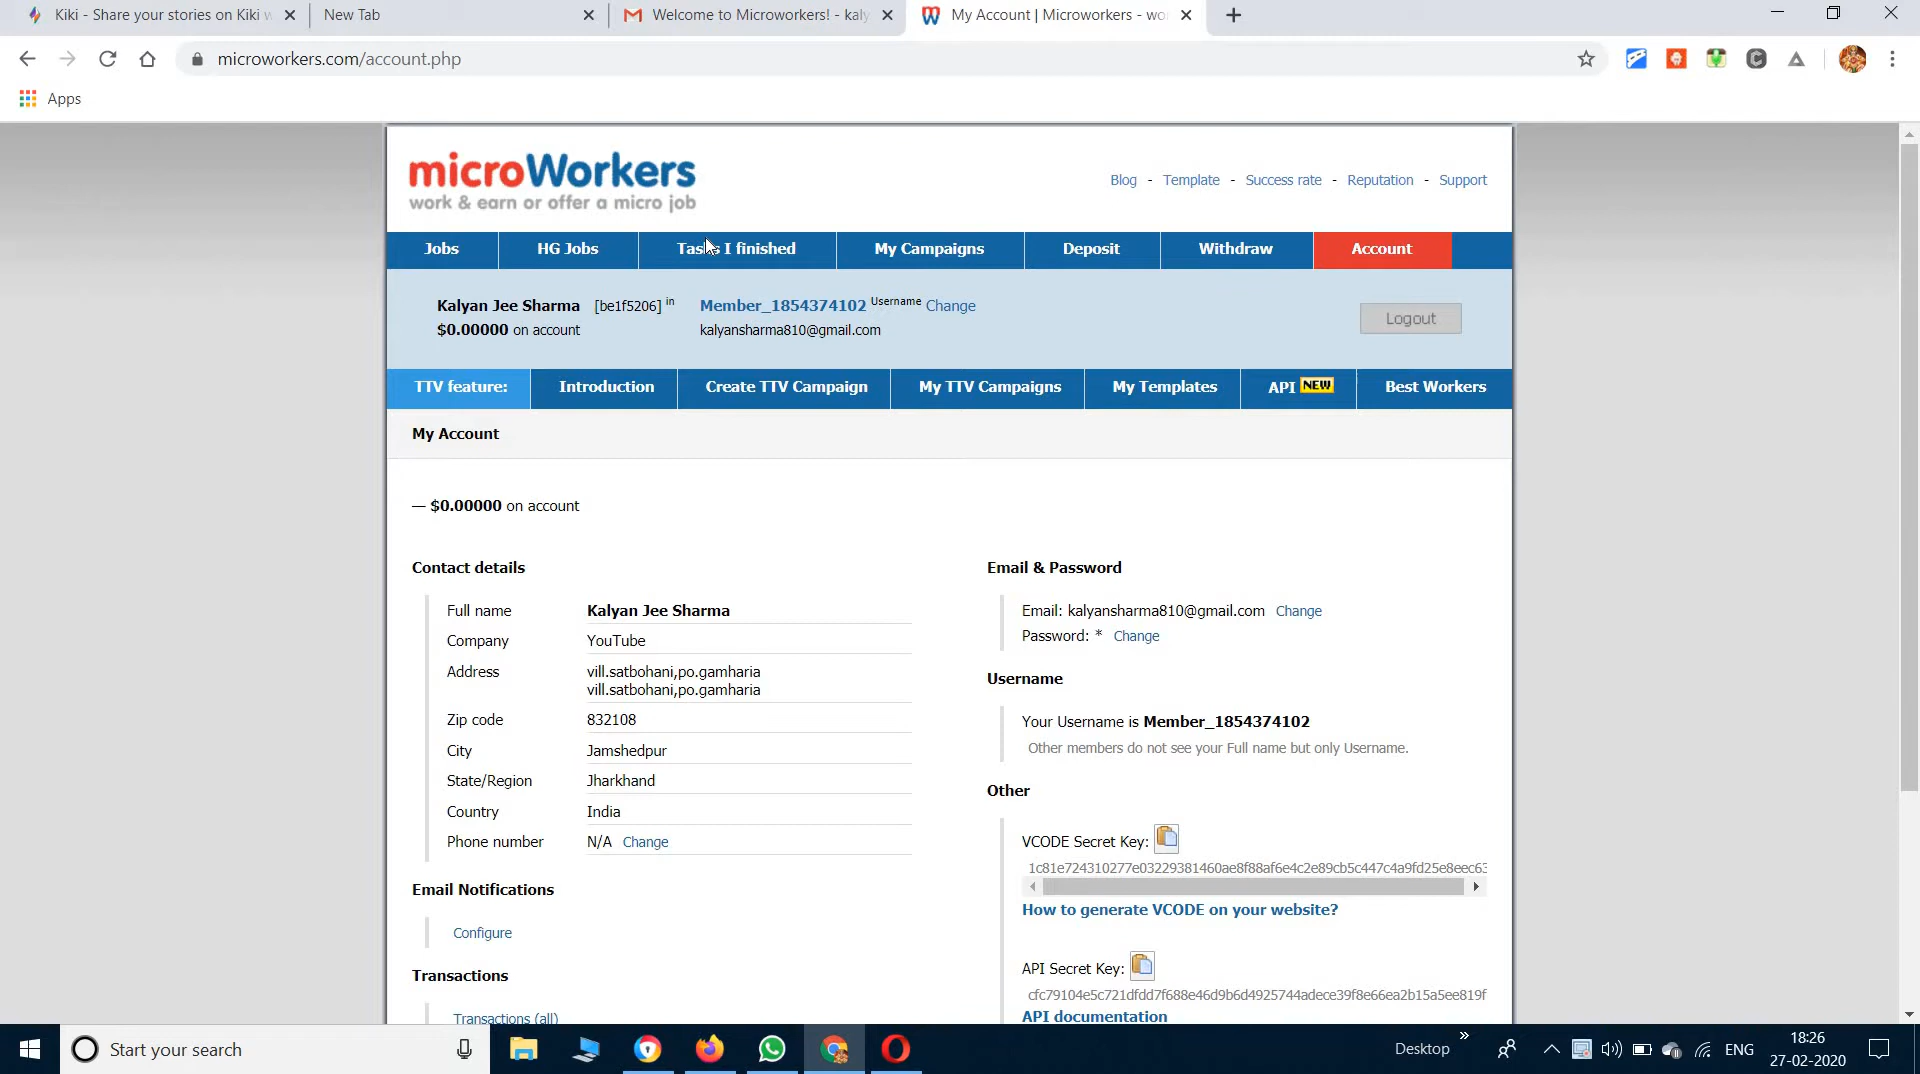 Kiki - Share your stories on Kiki w
New Tab
Welcome to Microworkers! - kaly
My Account | Microworkers - wo
microworkers.com/account.php
Apps
microWorkers
work & earn or offer a micro job
Blog - Template - Success rate - Reputation - Support
Jobs
HG Jobs
Tasks I finished
My Campaigns
Deposit
Withdraw
Account
Kalyan Jee Sharma [be1f5206] in
Member_1854374102 Username Change
$0.00000 on account
kalyansharma810@gmail.com
Logout
TTV feature:
Introduction
Create TTV Campaign
My TTV Campaigns
My Templates
API NEW
Best Workers
My Account
— $0.00000 on account
Contact details
Full name Kalyan Jee Sharma
Company YouTube
Address vill.satbohani,po.gamharia
vill.satbohani,po.gamharia
Zip code 832108
City Jamshedpur
State/Region Jharkhand
Country India
Phone number N/A Change
Email Notifications
Configure
Transactions
Transactions (all)
Email & Password
Email: kalyansharma810@gmail.com Change
Password: * Change
Username
Your Username is Member_1854374102
Other members do not see your Full name but only Username.
Other
VCODE Secret Key:
1c81e724310277e03229381460ae8f88af6e4c2e89cb5c447c4a9fd25e8eec63
How to generate VCODE on your website?
API Secret Key:
cfc79104e5c721dfdd7f688e46d9b6d4925744adece39f8e66ea2b15a5ee819f
API documentation
Start your search
Desktop
ENG
18:26
27-02-2020